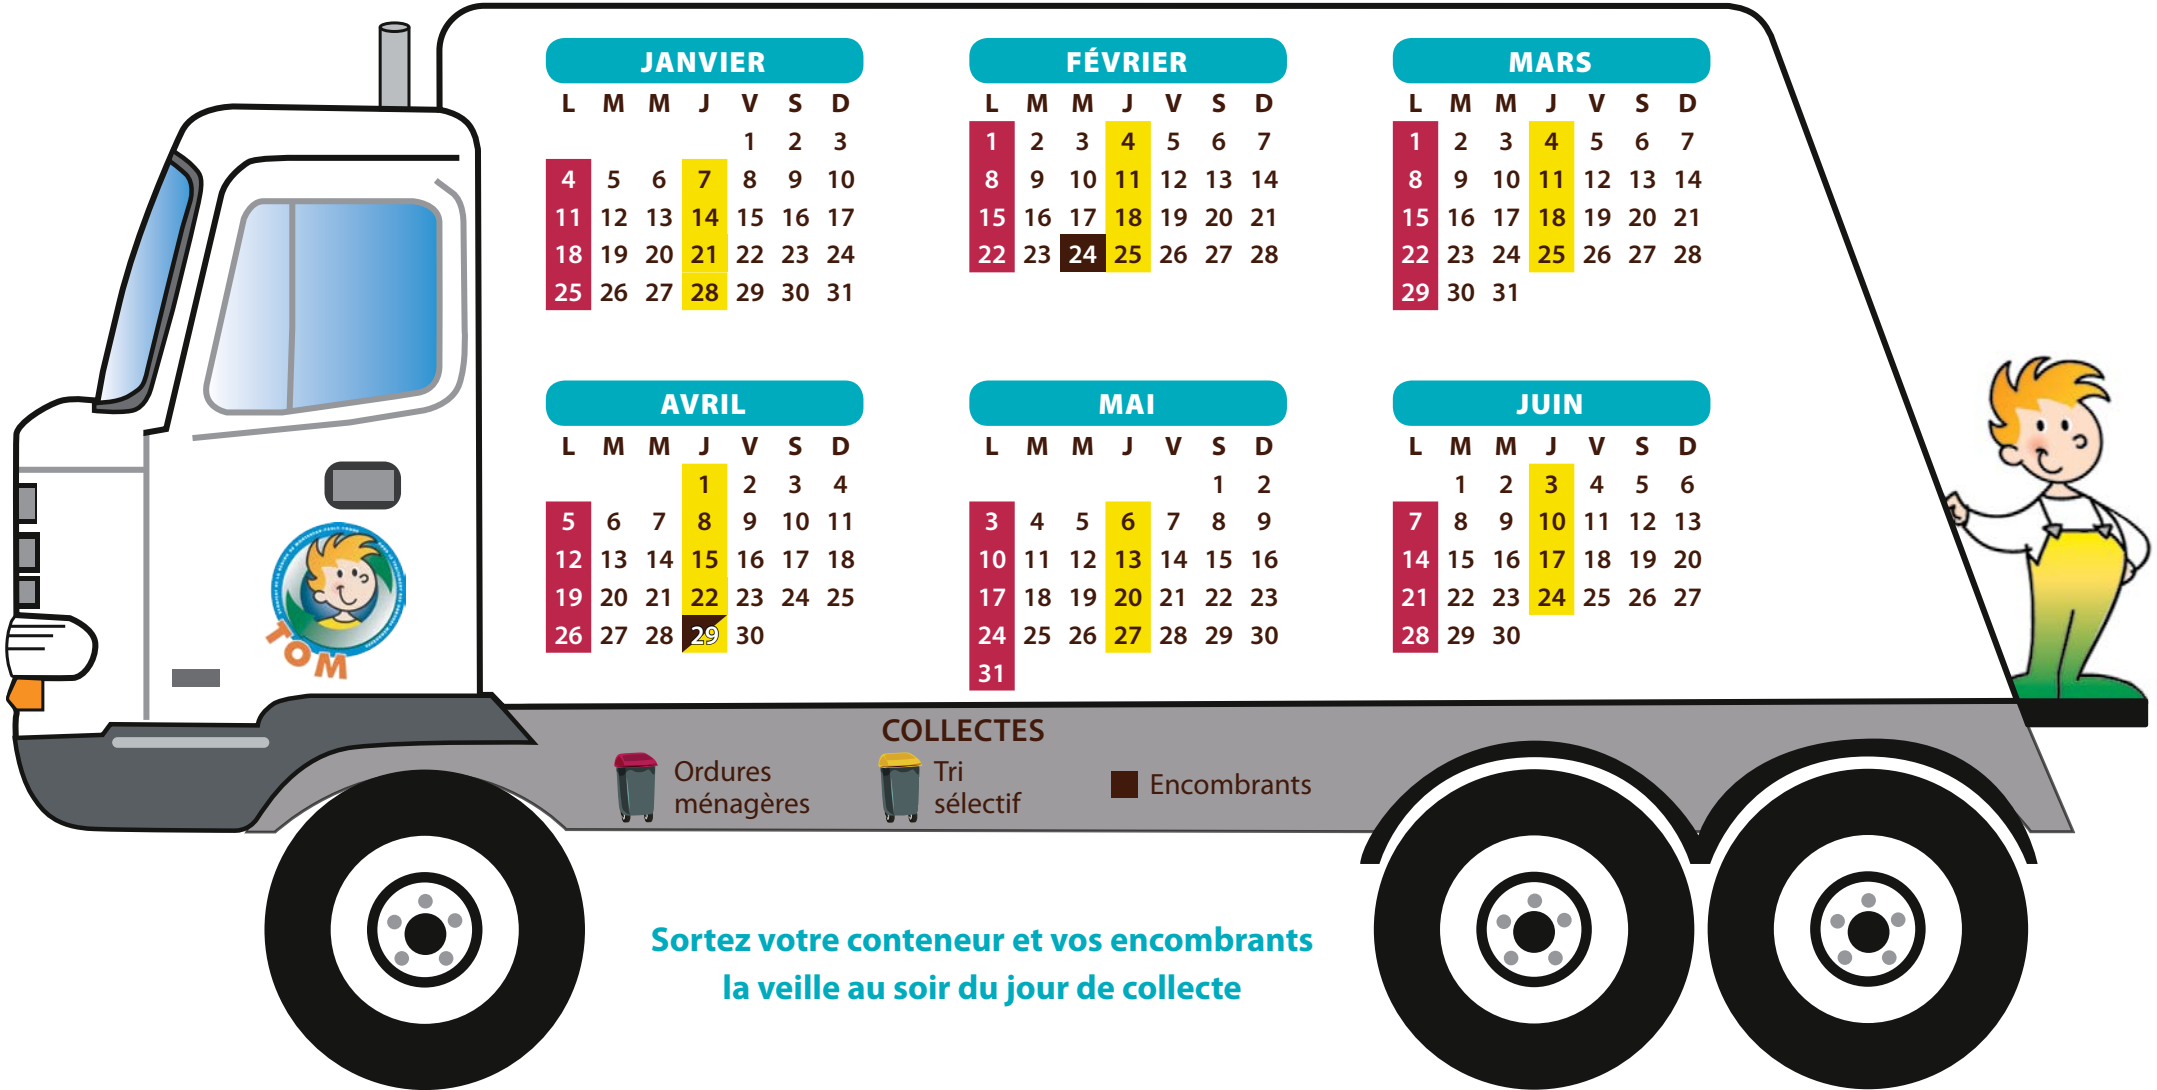 JANVIER
L M M J V S D
1 2 3
4 5 6 7 8 9 10
11 12 13 14 15 16 17
18 19 20 21 22 23 24
25 26 27 28 29 30 31
FÉVRIER
L M M J V S D
1 2 3 4 5 6 7
8 9 10 11 12 13 14
15 16 17 18 19 20 21
22 23 24 25 26 27 28
MARS
L M M J V S D
1 2 3 4 5 6 7
8 9 10 11 12 13 14
15 16 17 18 19 20 21
22 23 24 25 26 27 28
29 30 31
AVRIL
L M M J V S D
1 2 3 4
5 6 7 8 9 10 11
12 13 14 15 16 17 18
19 20 21 22 23 24 25
26 27 28 29 30
MAI
L M M J V S D
1 2
3 4 5 6 7 8 9
10 11 12 13 14 15 16
17 18 19 20 21 22 23
24 25 26 27 28 29 30
31
JUIN
L M M J V S D
1 2 3 4 5 6
7 8 9 10 11 12 13
14 15 16 17 18 19 20
21 22 23 24 25 26 27
28 29 30
TOM
COLLECTES
Ordures
ménagères
Tri
sélectif
Encombrants
Sortez votre conteneur et vos encombrants
la veille au soir du jour de collecte